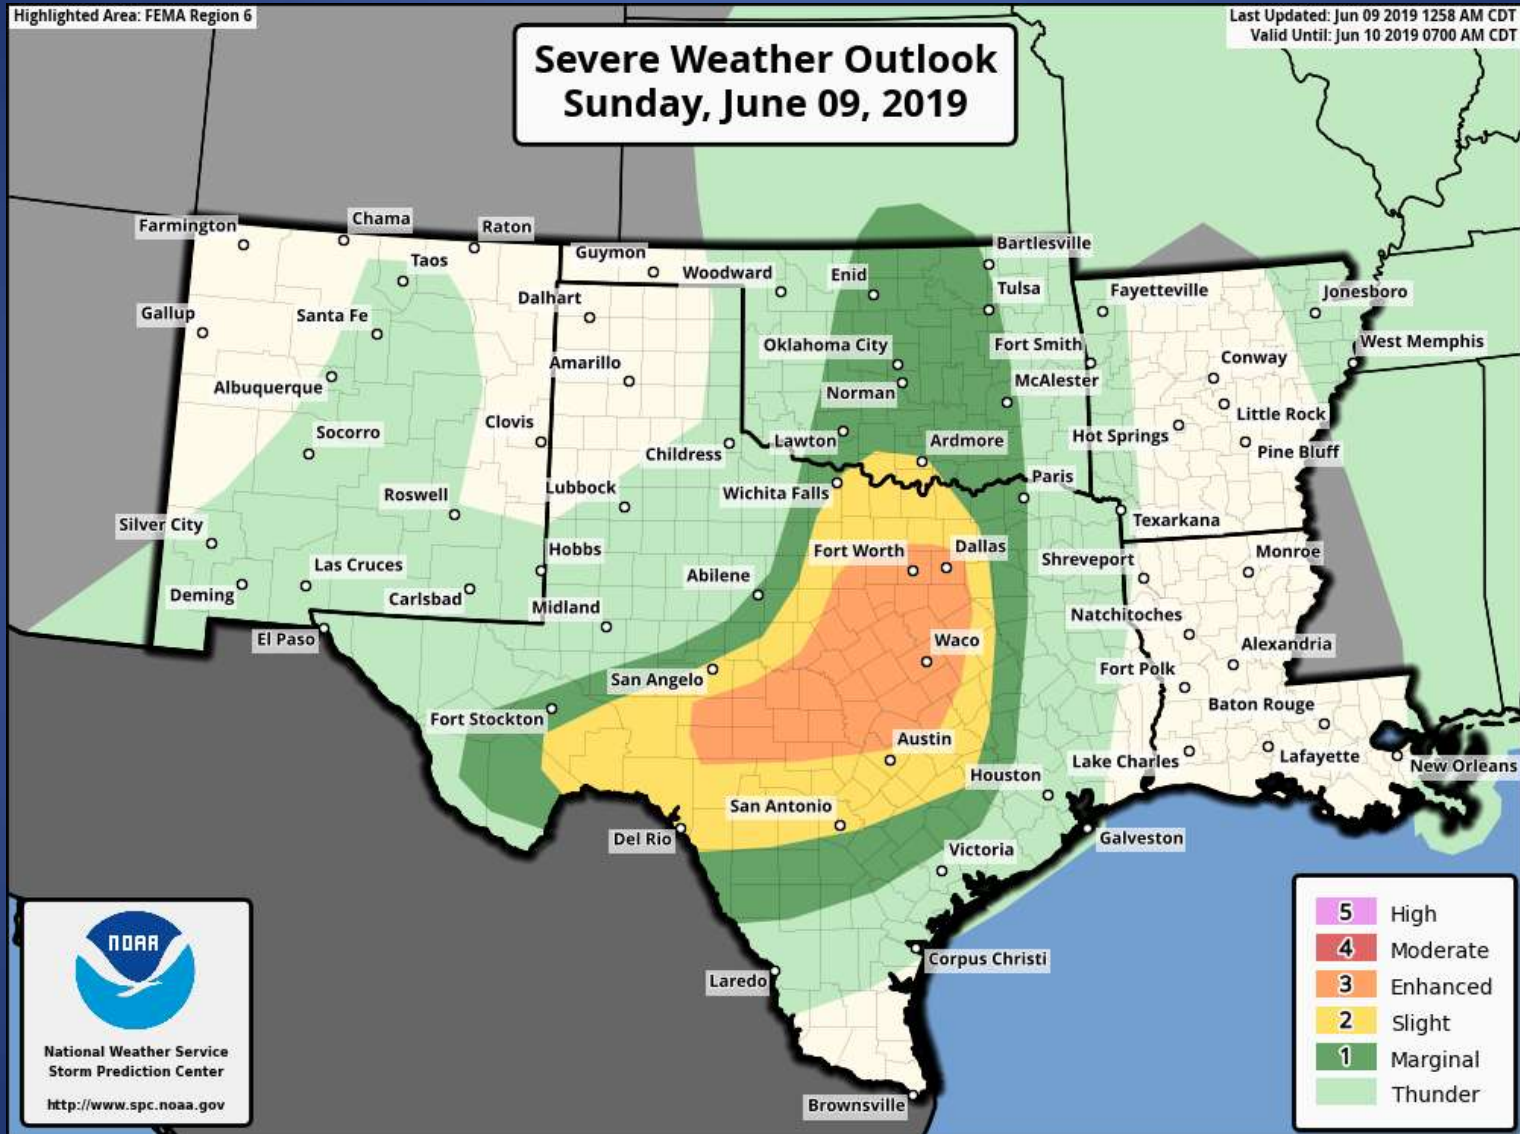 Highlighted Area: FEMA Region 6
Last Updated: Jun 09 2019 1258 AM CDT
Valid Until: Jun 10 2019 0700 AM CDT
Severe Weather Outlook
Sunday, June 09, 2019
Farmington
Chama
Raton
Taos
Guymon
Woodward
Enid
Bartlesville
Gallup
Santa Fe
Dalhart
Tulsa
Fayetteville
Jonesboro
Albuquerque
Amarillo
Oklahoma City
Fort Smith
Conway
West Memphis
Norman
McAlester
Little Rock
Socorro
Clovis
Childress
Lawton
Ardmore
Hot Springs
Pine Bluff
Roswell
Lubbock
Wichita Falls
Paris
Texarkana
Silver City
Hobbs
Fort Worth
Dallas
Shreveport
Monroe
Deming
Las Cruces
Carlsbad
Midland
Abilene
Natchitoches
El Paso
San Angelo
Waco
Fort Polk
Alexandria
Fort Stockton
Austin
Baton Rouge
Houston
Lake Charles
Lafayette
New Orleans
Del Rio
San Antonio
Galveston
Victoria
Laredo
Corpus Christi
Brownsville
NOAA
National Weather Service
Storm Prediction Center
http://www.spc.noaa.gov
5 High
4 Moderate
3 Enhanced
2 Slight
1 Marginal
Thunder